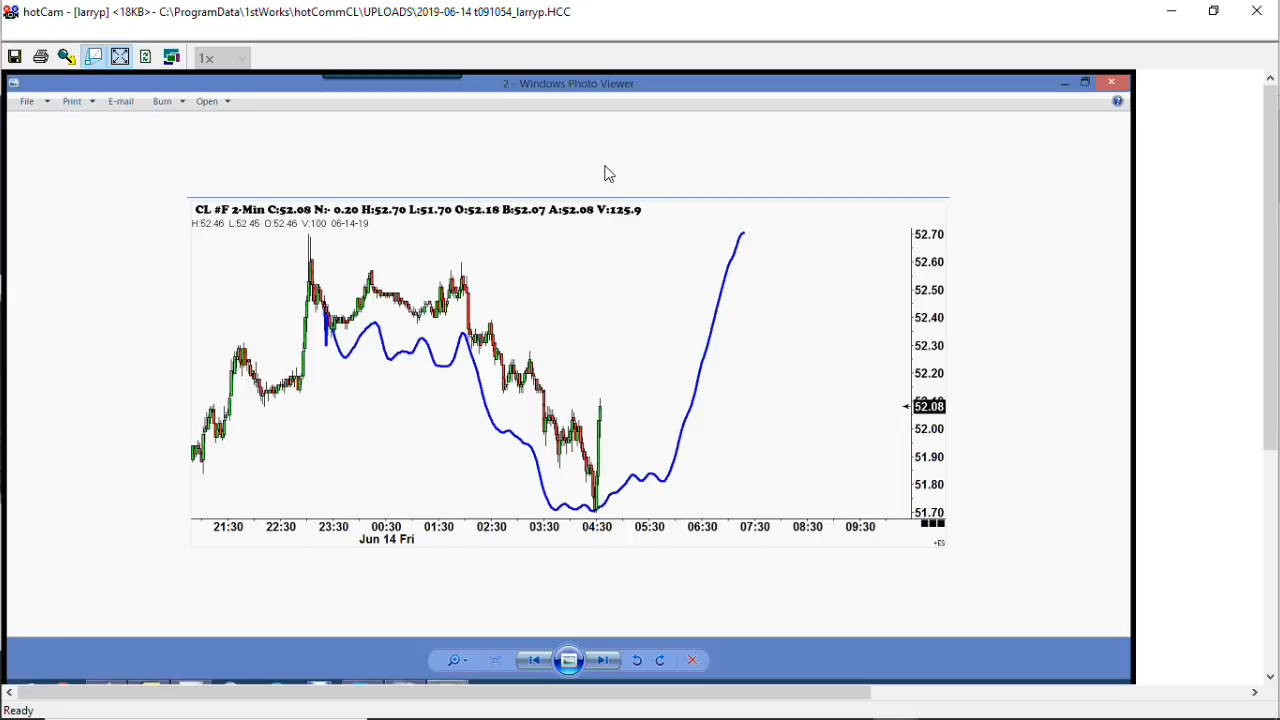 hotCam - [larryp] <18KB>- C:\ProgramData\1stWorks\hotCommCL\UPLOADS\2019-06-14 t091054_larryp.HCC
1x
2 - Windows Photo Viewer
File Print E-mail Burn Open
CL #F 2-Min C:52.08 N:- 0.20 H:52.70 L:51.70 O:52.18 B:52.07 A:52.08 V:125.9
H:52.46 L:52.45 O:52.46 V:100 06-14-19
52.70
52.60
52.50
52.40
52.30
52.20
52.08
52.00
51.90
51.80
51.70
21:30 22:30 23:30 00:30 01:30 02:30 03:30 04:30 05:30 06:30 07:30 08:30 09:30
Jun 14 Fri
+ES
Ready